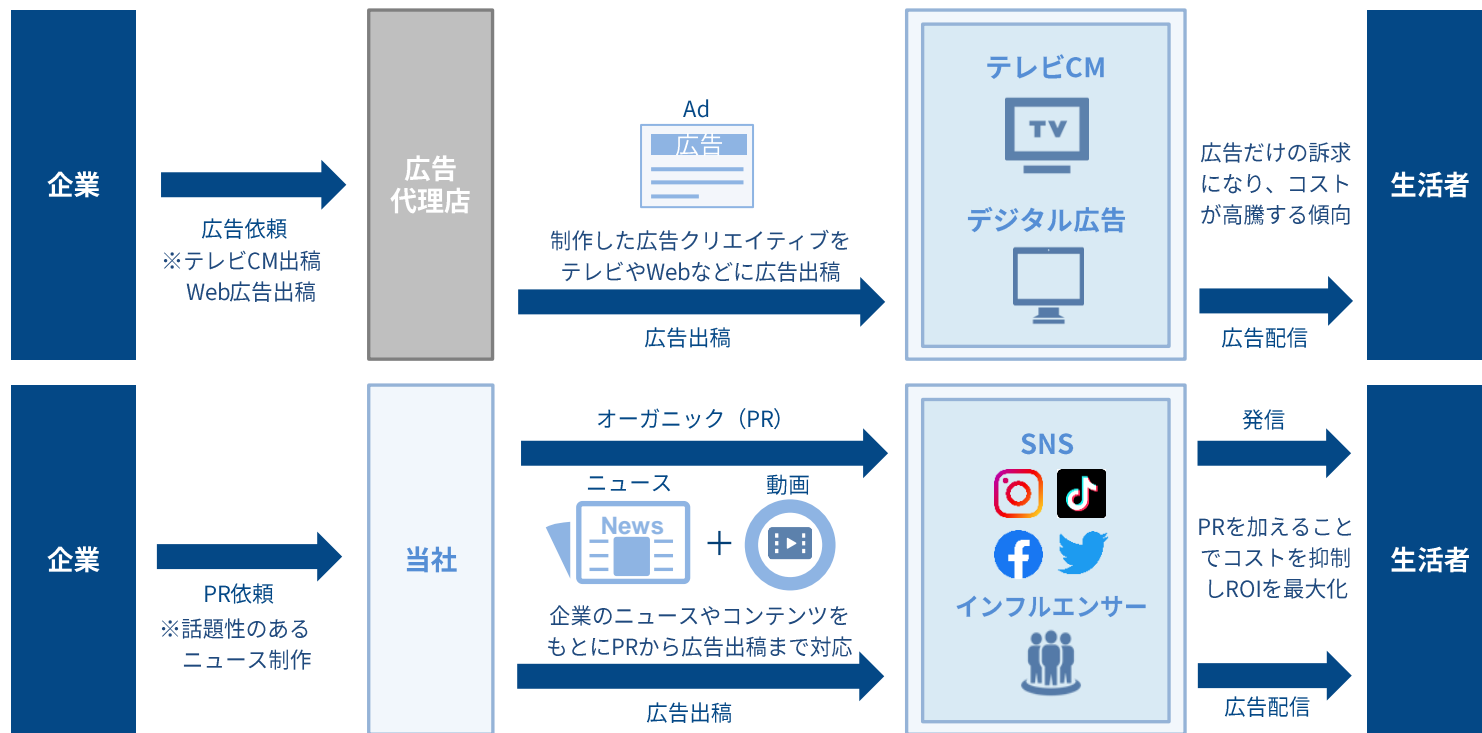 企業
広告依頼
※テレビCM出稿
Web広告出稿
広告
代理店
Ad
広告
制作した広告クリエイティブを
テレビやWebなどに広告出稿
広告出稿
テレビCM
TV
デジタル広告
広告だけの訴求
になり、コスト
が高騰する傾向
広告配信
生活者
企業
PR依頼
※話題性のある
ニュース制作
当社
オーガニック（PR）
ニュース
動画
News
+
企業のニュースやコンテンツを
もとにPRから広告出稿まで対応
広告出稿
SNS
インフルエンサー
発信
PRを加えること
でコストを抑制
しROIを最大化
広告配信
生活者